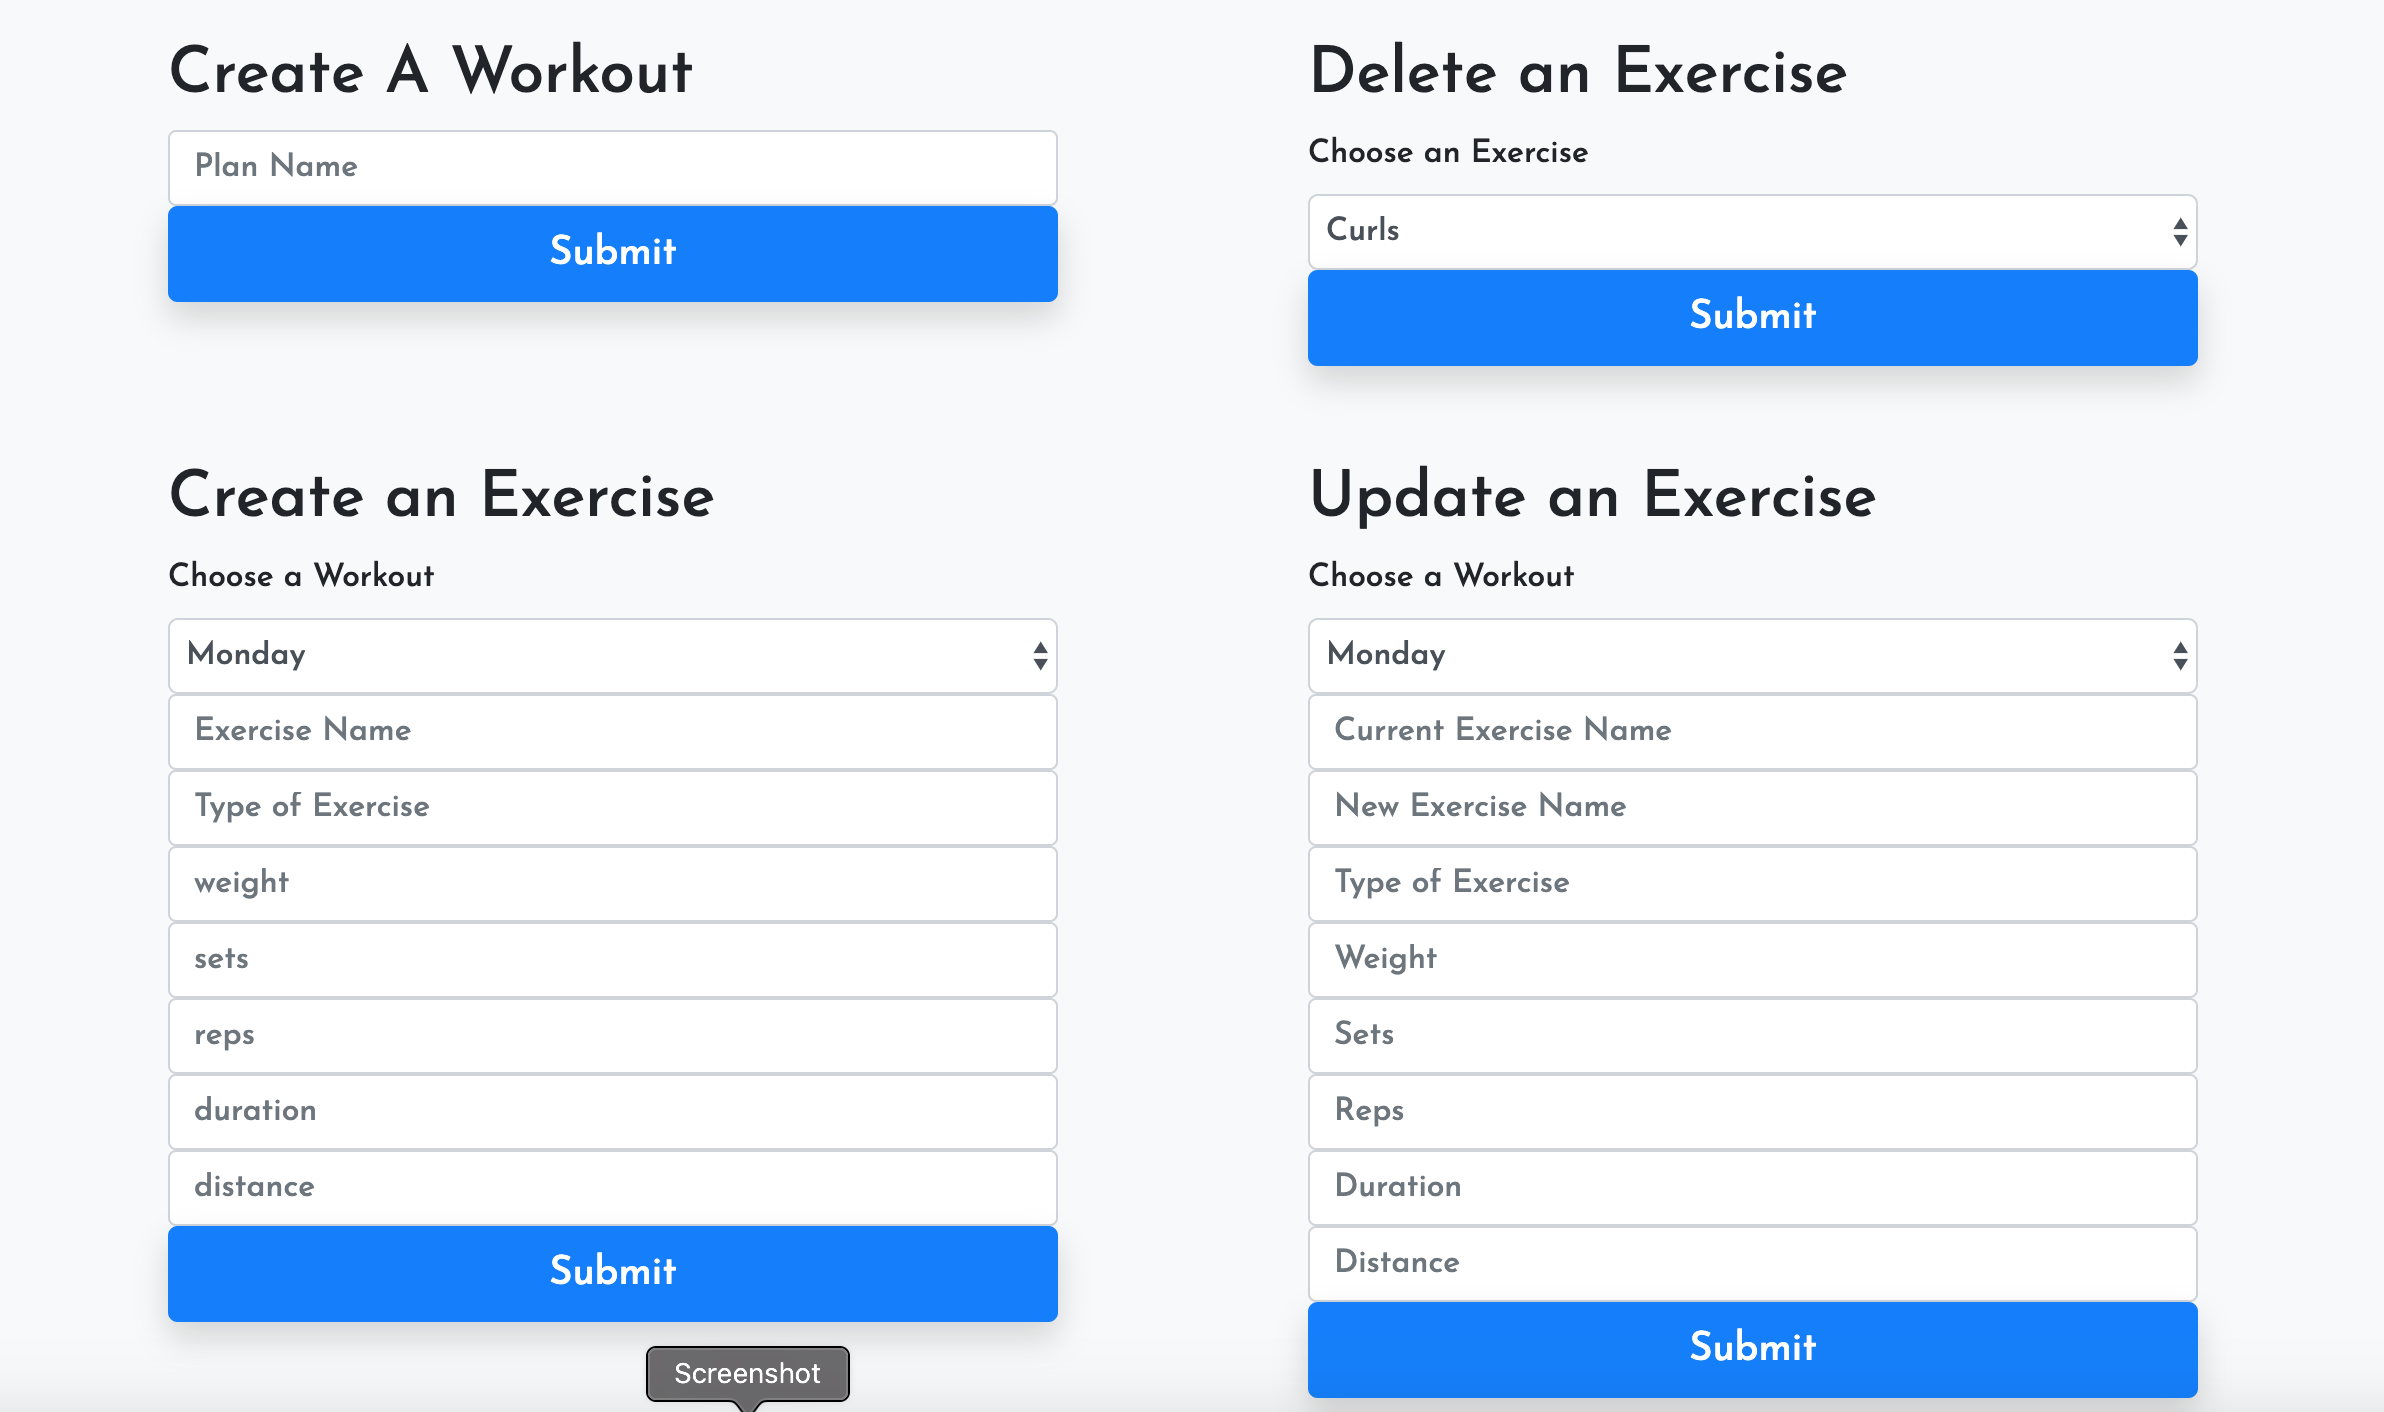 Create A Workout
Plan Name
Submit
Delete an Exercise
Choose an Exercise
Curls
Submit
Create an Exercise
Choose a Workout
Monday
Exercise Name
Type of Exercise
weight
sets
reps
duration
distance
Submit
Update an Exercise
Choose a Workout
Monday
Current Exercise Name
New Exercise Name
Type of Exercise
Weight
Sets
Reps
Duration
Distance
Submit
Screenshot